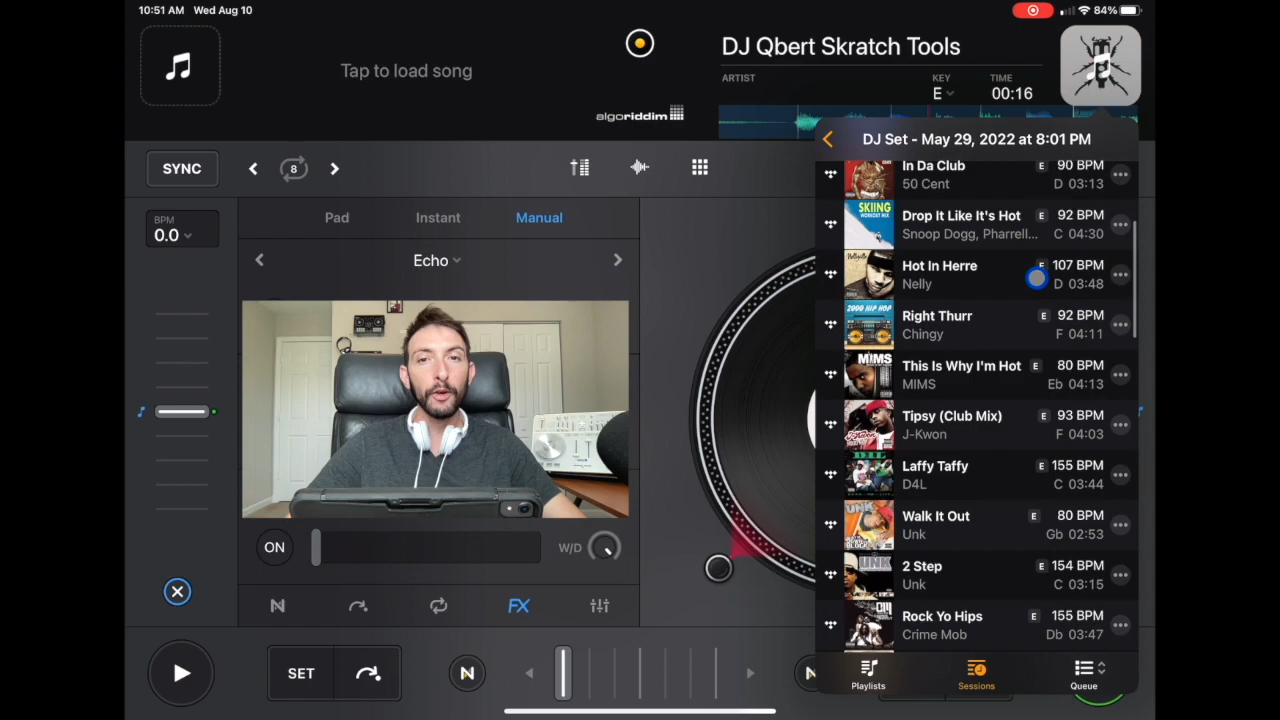 10:51 AM Wed Aug 10
84%
Tap to load song
algoriddim
DJ Qbert Skratch Tools
ARTIST
KEY
TIME
E
00:16
SYNC
8
BPM
0.0
Pad
Instant
Manual
Echo
ON
W/D
FX
SET
DJ Set - May 29, 2022 at 8:01 PM
In Da Club E 90 BPM
50 Cent D 03:13
SKIING
WORKOUT MIX
Drop It Like It's Hot E 92 BPM
Snoop Dogg, Pharrell... C 04:30
Hot In Herre E 107 BPM
Nelly D 03:48
2000 HIP HOP
Right Thurr E 92 BPM
Chingy F 04:11
MIMS
This Is Why I'm Hot E 80 BPM
MIMS Eb 04:13
Tipsy (Club Mix) E 93 BPM
J-Kwon F 04:03
Laffy Taffy E 155 BPM
D4L C 03:44
UNK
Walk It Out E 80 BPM
Unk Gb 02:53
UNK
2 Step E 154 BPM
Unk C 03:15
Rock Yo Hips E 155 BPM
Crime Mob Db 03:47
Playlists
Sessions
Queue